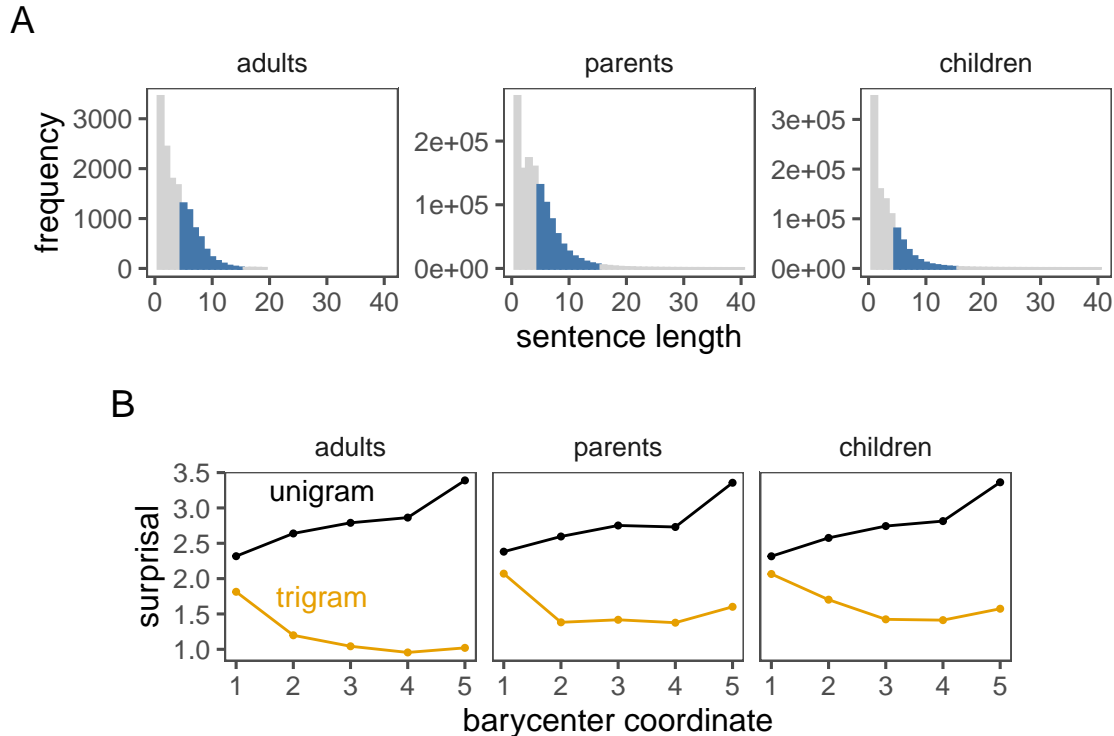 A
adults parents children
frequency
3000
2000
1000
0
2e+05
1e+05
0e+00
3e+05
2e+05
1e+05
0e+00
0 10 20 30 40 0 10 20 30 40 0 10 20 30 40
sentence length
B
adults parents children
surprisal
3.5
3.0
2.5
2.0
1.5
1.0
unigram
trigram
1 2 3 4 5 1 2 3 4 5 1 2 3 4 5
barycenter coordinate